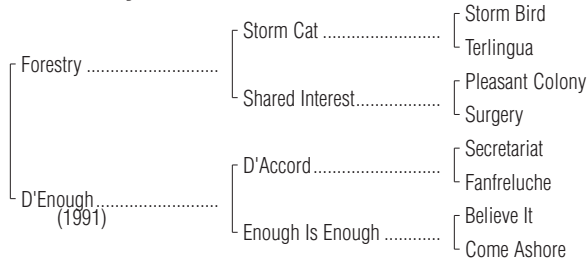 Storm Bird
Storm Cat ........................
Terlingua
Forestry ...........................
Pleasant Colony
Shared Interest.................
Surgery
Secretariat
D'Accord ..........................
Fanfreluche
D'Enough.........................
(1991)
Believe It
Enough Is Enough ............
Come Ashore